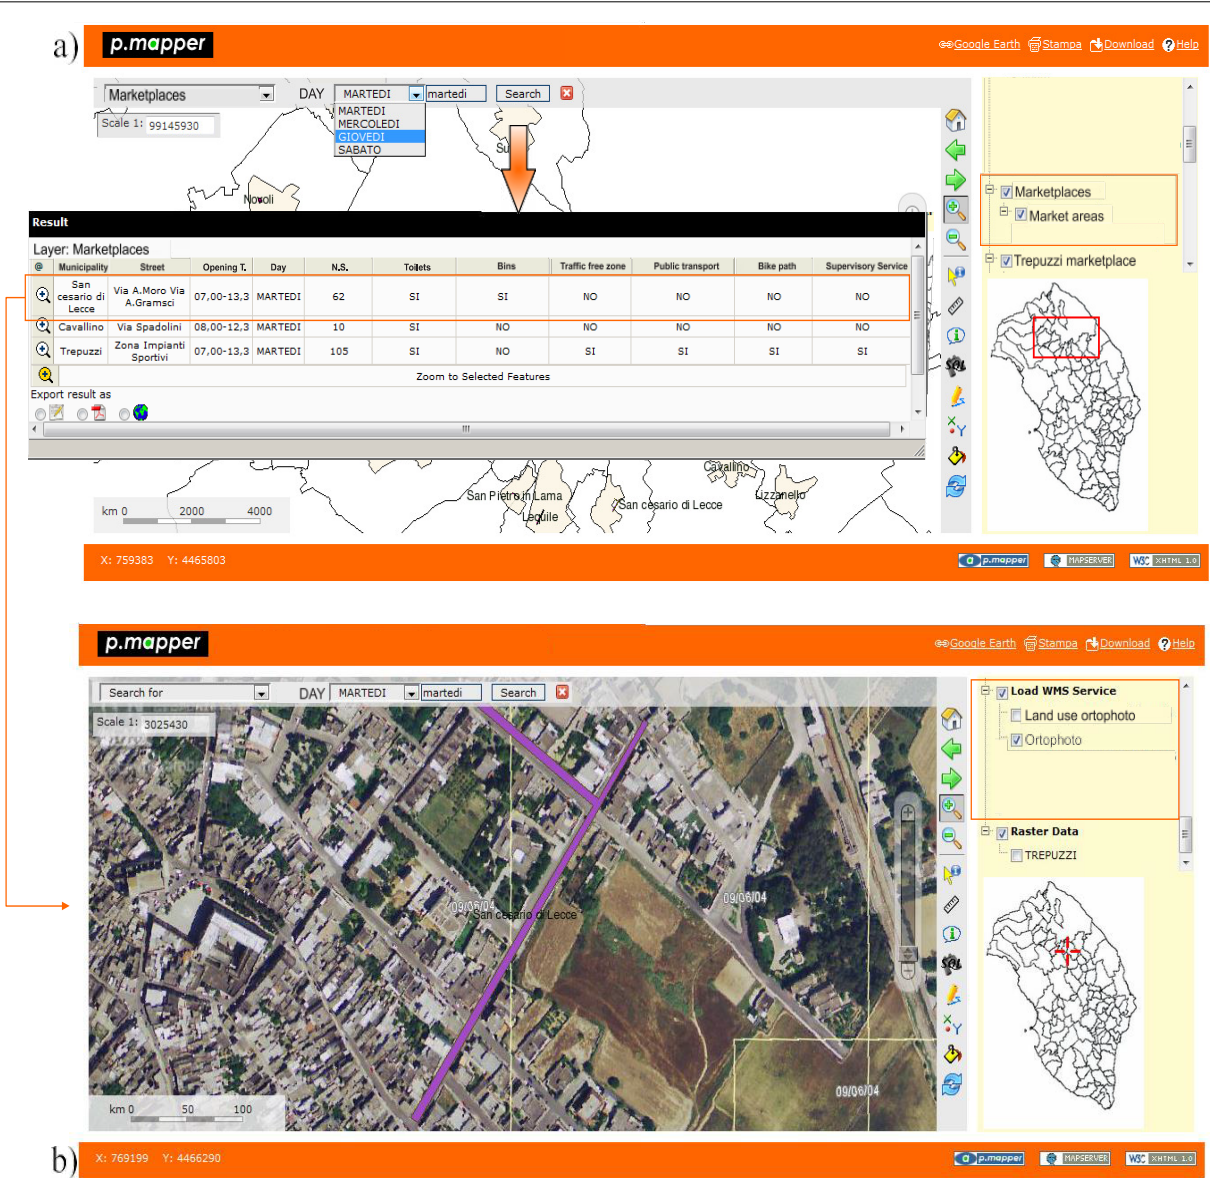 a)
p.mapper
Google Earth Stampa Download Help
Marketplaces DAY MARTEDI martedi Search
MARTEDI
MERCOLEDI
GIOVEDI
SABATO
Scale 1: 99145930
Su
Novoli
Marketplaces
Market areas
Trepuzzi marketplace
Result
Layer: Marketplaces
@ Municipality Street Opening T. Day N.S. Toilets Bins Traffic free zone Public transport Bike path Supervisory Service
San cesario di Lecce Via A.Moro Via A.Gramsci 07,00-13,3 MARTEDI 62 SI SI NO NO NO NO
Cavallino Via Spadolini 08,00-12,3 MARTEDI 10 SI NO NO NO NO NO
Trepuzzi Zona Impianti Sportivi 07,00-13,3 MARTEDI 105 SI NO SI SI SI SI
Zoom to Selected Features
Export result as
SQL
Cavallino
San Pietro in Lama
San cesario di Lecce
Lizzanello
Lequile
km 0 2000 4000
X: 759383 Y: 4465803
p.mapper MAPSERVER W3C XHTML 1.0
p.mapper
Google Earth Stampa Download Help
Search for DAY MARTEDI martedi Search
Scale 1: 3025430
Load WMS Service
Land use ortophoto
Ortophoto
Raster Data
TREPUZZI
09/06/04
09/06/04
San cesario di Lecce
SQL
09/06/04
km 0 50 100
b)
X: 769199 Y: 4466290
p.mapper MAPSERVER W3C XHTML 1.0